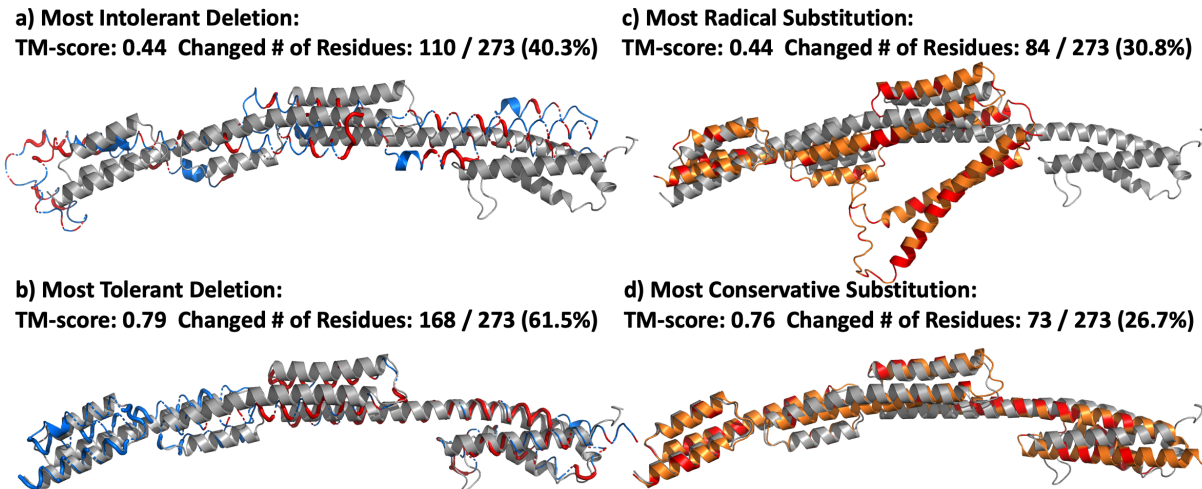 a) Most Intolerant Deletion:
TM-score: 0.44 Changed # of Residues: 110 / 273 (40.3%)
c) Most Radical Substitution:
TM-score: 0.44 Changed # of Residues: 84 / 273 (30.8%)
b) Most Tolerant Deletion:
TM-score: 0.79 Changed # of Residues: 168 / 273 (61.5%)
d) Most Conservative Substitution:
TM-score: 0.76 Changed # of Residues: 73 / 273 (26.7%)